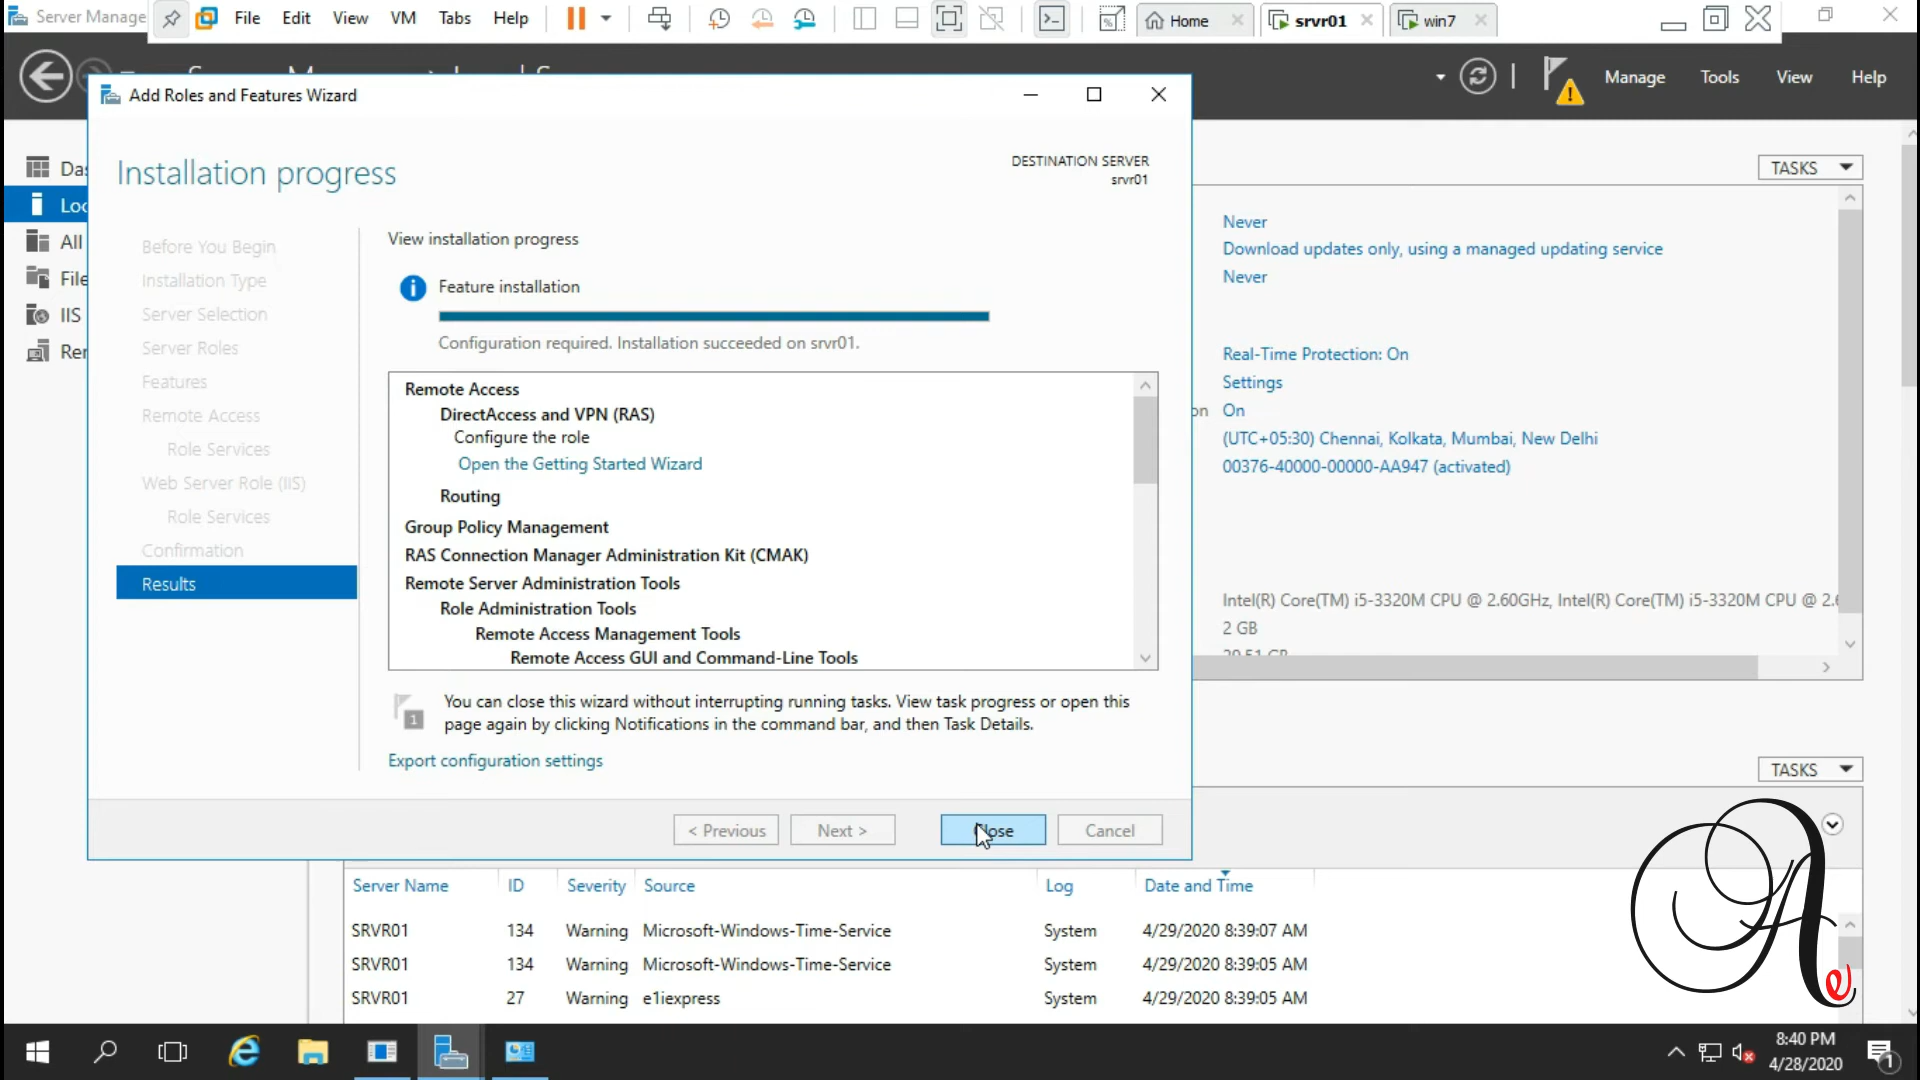 Server Manage
File
Edit
View
VM
Tabs
Help
Home
srvr01
win7
Manage
Tools
View
Help
Add Roles and Features Wizard
Installation progress
DESTINATION SERVER
srvr01
Das
Loc
All
File
IIS
Rer
Before You Begin
Installation Type
Server Selection
Server Roles
Features
Remote Access
Role Services
Web Server Role (IIS)
Role Services
Confirmation
Results
View installation progress
Feature installation
Configuration required. Installation succeeded on srvr01.
Remote Access
DirectAccess and VPN (RAS)
Configure the role
Open the Getting Started Wizard
Routing
Group Policy Management
RAS Connection Manager Administration Kit (CMAK)
Remote Server Administration Tools
Role Administration Tools
Remote Access Management Tools
Remote Access GUI and Command-Line Tools
1
You can close this wizard without interrupting running tasks. View task progress or open this
page again by clicking Notifications in the command bar, and then Task Details.
Export configuration settings
< Previous
Next >
Close
Cancel
TASKS
Never
Download updates only, using a managed updating service
Never
Real-Time Protection: On
Settings
on
On
(UTC+05:30) Chennai, Kolkata, Mumbai, New Delhi
00376-40000-00000-AA947 (activated)
Intel(R) Core(TM) i5-3320M CPU @ 2.60GHz, Intel(R) Core(TM) i5-3320M CPU @ 2.6
2 GB
TASKS
Server Name ID Severity Source Log Date and Time
SRVR01 134 Warning Microsoft-Windows-Time-Service System 4/29/2020 8:39:07 AM
SRVR01 134 Warning Microsoft-Windows-Time-Service System 4/29/2020 8:39:05 AM
SRVR01 27 Warning e1iexpress System 4/29/2020 8:39:05 AM
Ae
8:40 PM
4/28/2020
1